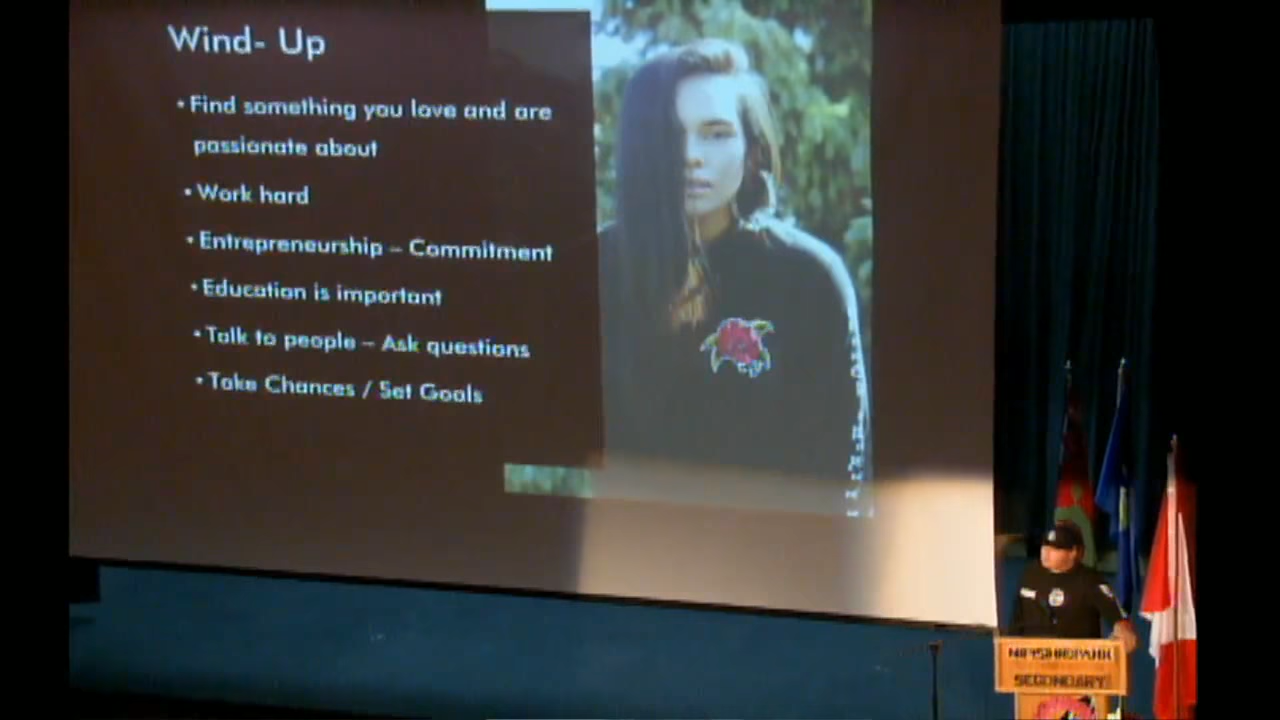 Wind- Up
• Find something you love and are
passionate about
• Work hard
• Entrepreneurship – Commitment
• Education is important
• Talk to people – Ask questions
• Take Chances / Set Goals
SECONDARY